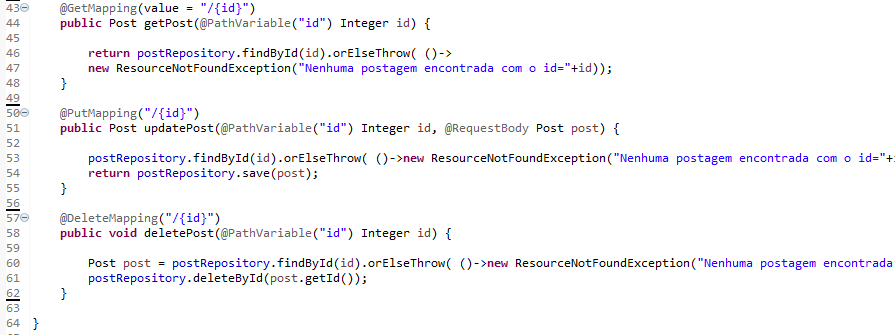 43 @GetMapping(value = "/{id}")
44 public Post getPost(@PathVariable("id") Integer id) {
45
46 return postRepository.findById(id).orElseThrow( ()->
47 new ResourceNotFoundException("Nenhuma postagem encontrada com o id="+id));
48 }
49
50 @PutMapping("/{id}")
51 public Post updatePost(@PathVariable("id") Integer id, @RequestBody Post post) {
52
53 postRepository.findById(id).orElseThrow( ()->new ResourceNotFoundException("Nenhuma postagem encontrada com o id="+
54 return postRepository.save(post);
55 }
56
57 @DeleteMapping("/{id}")
58 public void deletePost(@PathVariable("id") Integer id) {
59
60 Post post = postRepository.findById(id).orElseThrow( ()->new ResourceNotFoundException("Nenhuma postagem encontrada
61 postRepository.deleteById(post.getId());
62 }
63
64 }